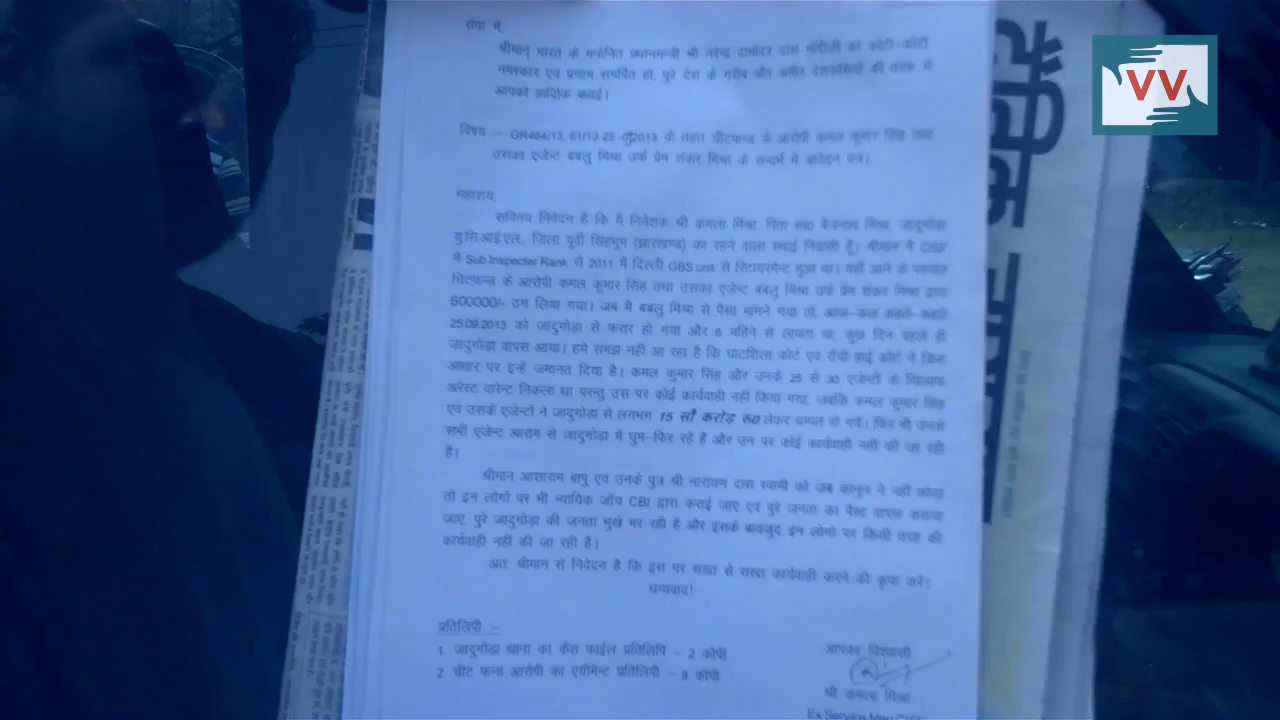 सेवा में,
श्रीमान् भारत के मनोनित प्रधानमन्त्री श्री नरेन्द्र दामोदर दास मोदीजी को कोटी-कोटी
नमस्कार एवं प्रणाम समर्पित हो, पुरे देश के गरीब और अमीर देशवासियों की तरफ से
आपको हार्दिक बधाई।
विषय :- GR464/13, 61/13 25-09-2013 के तहत चीटफन्ड के आरोपी कमल कुमार सिंह तथा
उसका एजेन्ट बबलु मिश्रा उर्फ प्रेम शंकर मिश्रा के सन्दर्भ में आवेदन पत्र।
महाशय,
सविनय निवेदन है कि मै निवेशक श्री कमला मिश्रा, पिता स्व0 बैजनाथ मिश्रा, जादुगोड़ा
यु.सि.आई.एल., जिला पूर्वी सिंहभूम (झारखण्ड) का रहने वाला स्थाई निवासी हूँ। श्रीमान मै CISF
में Sub Inspecter Rank से 2011 में दिल्ली GBS unit से रिटायरमेन्ट हुआ था। यहाँ आने के पश्चात
चिटफन्ड के आरोपी कमल कुमार सिंह तथा उसका एजेन्ट बबलु मिश्रा उर्फ प्रेम शंकर मिश्रा द्वारा
600000/- ठग लिया गया। जब मै बबलु मिश्रा से पैसा मांगने गया तो, आज-कल कहते-कहते
25.09.2013 को जादुगोड़ा से फरार हो गया और 6 महिने से लापता था, कुछ दिन पहले ही
जादुगोड़ा वापस आया। हमे समझ नहीं आ रहा है कि घाटशिला कोर्ट एवं राँची हाई कोर्ट ने किस
आधार पर इन्हें जमानत दिया है। कमल कुमार सिंह और उनके 25 से 30 एजेन्टों के खिलाफ
अरेस्ट वारेन्ट निकला था परन्तु उस पर कोई कार्यवाही नहीं किया गया, जबकि कमल कुमार सिंह
एवं उसके एजेन्टों ने जादुगोड़ा से लगभग 15 सौ करोड़ रू0 लेकर चम्पत हो गये। फिर भी उनके
सभी एजेन्ट आराम से जादुगोड़ा में घुम-फिर रहें है और उन पर कोई कार्यवाही नहीं की जा रही
है।
श्रीमान आशाराम बापु एवं उनके पुत्र श्री नारायण दास स्वामी को जब कानुन ने नहीं छोड़ा
तो इन लोगों पर भी न्यायिक जाँच CBI द्वारा कराई जाए एवं पुरे जनता का पैसा वापस कराया
जाए, पुरे जादुगोड़ा की जनता भुखे मर रही है और इसके बावजुद इन लोगो पर किसी तरह की
कार्यवाही नहीं की जा रही है।
अतः श्रीमान से निवेदन है कि इस पर सख्त से सख्त कार्यवाही करने की कृपा करें।
धन्यवाद!
प्रतिलिपी :-
1. जादुगोड़ा थाना का केस फाईल प्रतिलिपि – 2 कॉपी
2. चीट फन्ड आरोपी का एग्रीमेन्ट प्रतिलिपी – 8 कॉपी
आपका विश्वासी
श्री कमला मिश्रा
Ex Service Man CISF
दैनिक
VV